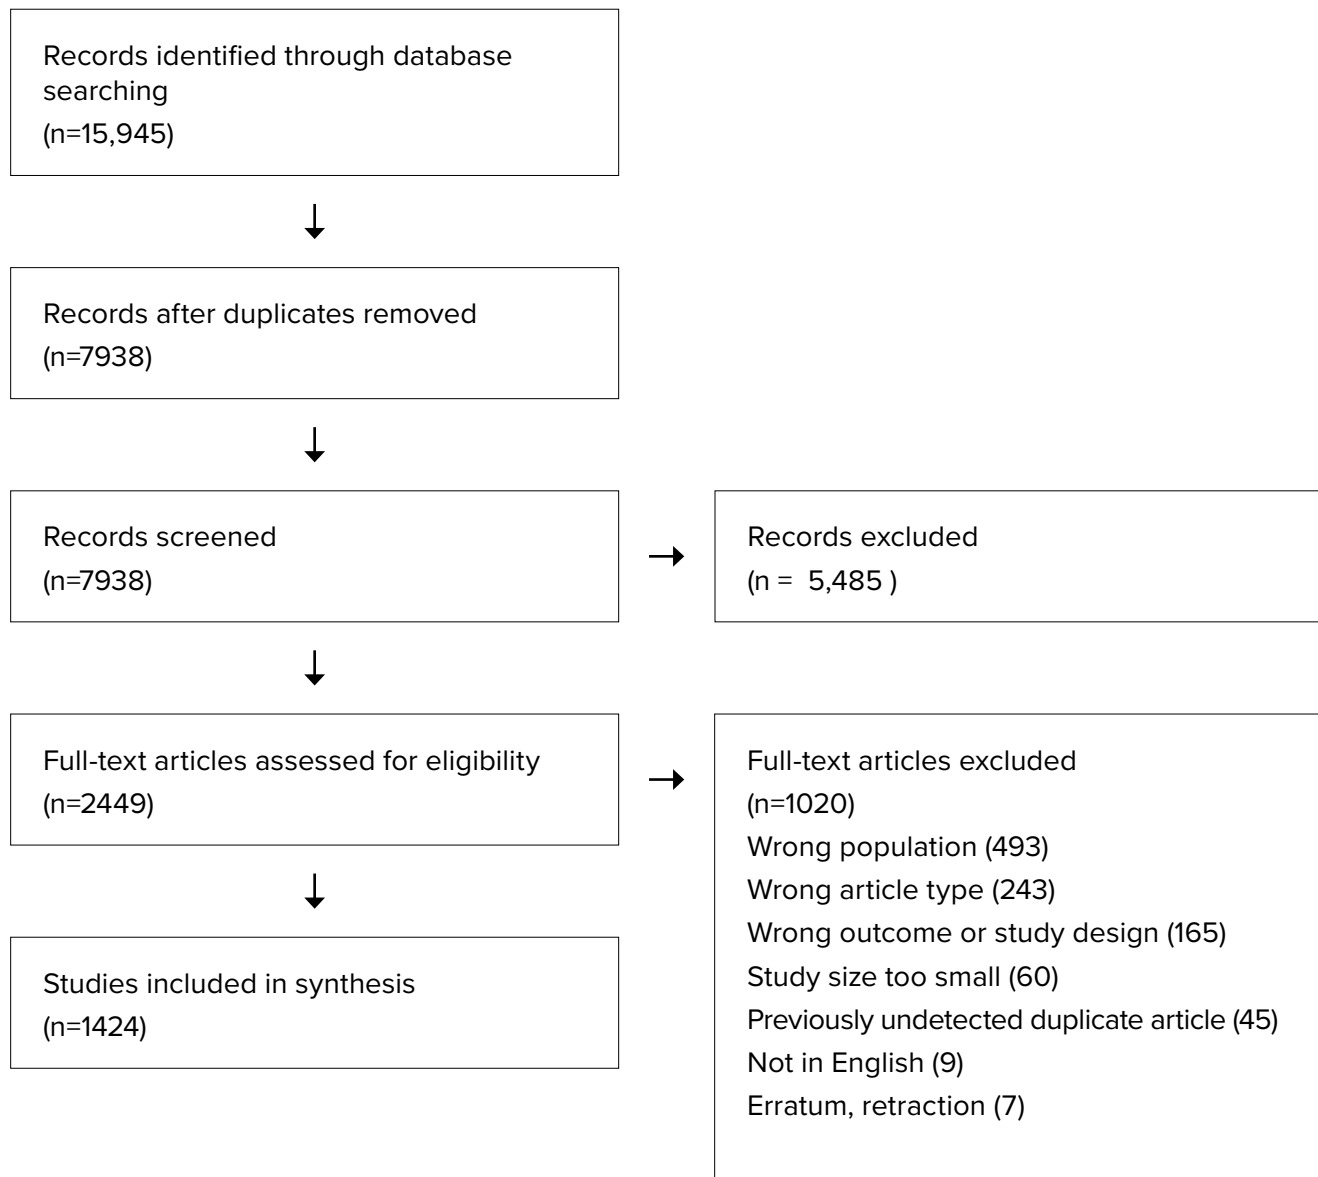 Records identified through database
searching
(n=15,945)
Records after duplicates removed
(n=7938)
Records screened
(n=7938)
Records excluded
(n =  5,485 )
Full-text articles assessed for eligibility
(n=2449)
Full-text articles excluded
(n=1020)
Wrong population (493)
Wrong article type (243)
Wrong outcome or study design (165)
Study size too small (60)
Previously undetected duplicate article (45)
Not in English (9)
Erratum, retraction (7)
Studies included in synthesis
(n=1424)